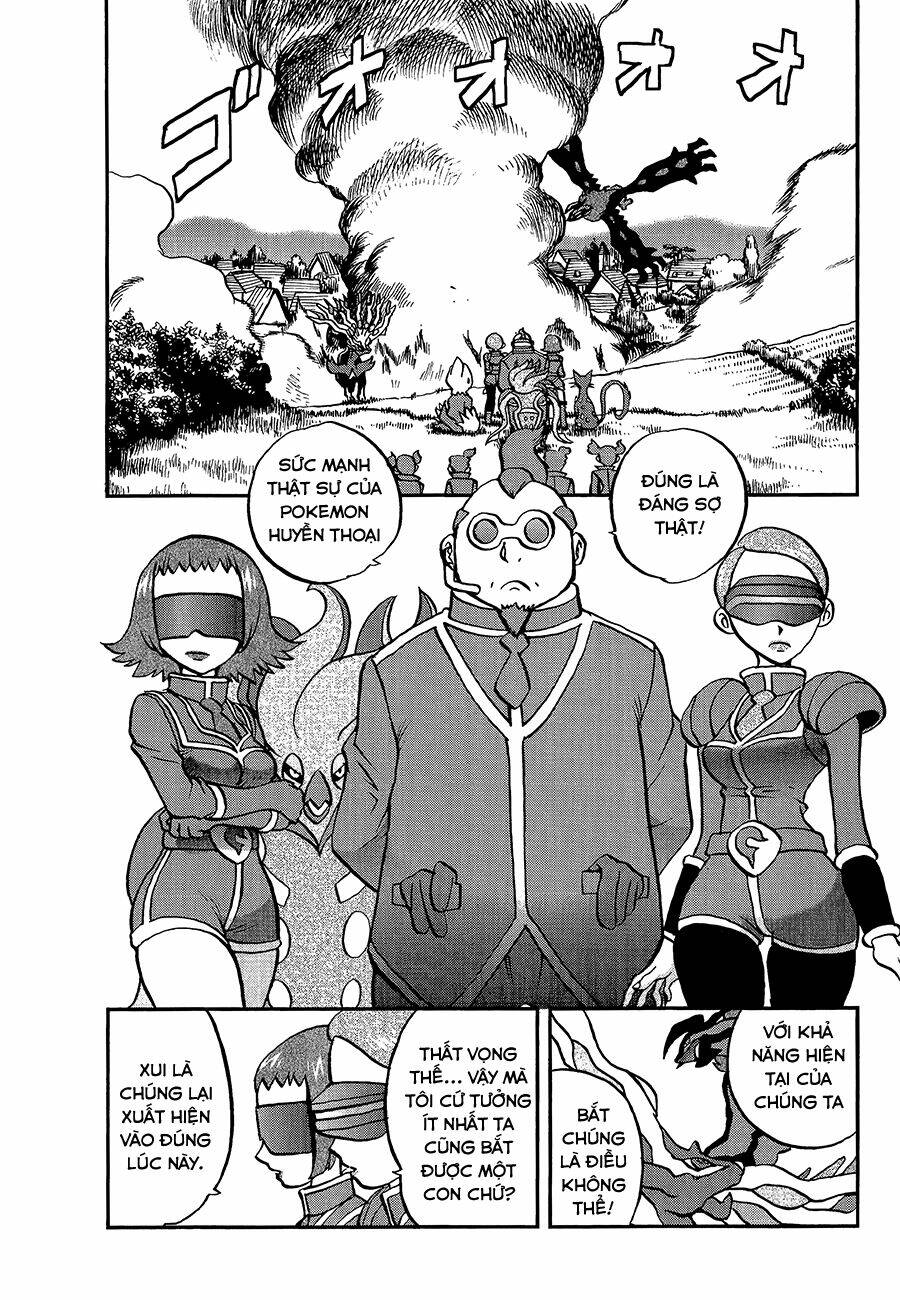 ゴオオオオ
ĐÚNG LÀ
ĐÁNG SỢ
THẬT!
SỨC MẠNH
THẬT SỰ CỦA
POKEMON
HUYỀN THOẠI
VỚI KHẢ
NĂNG HIỆN
TẠI CỦA
CHÚNG TA
BẮT
CHÚNG
LÀ ĐIỀU
KHÔNG
THỂ!
THẤT VỌNG
THẾ... VẬY MÀ
TÔI CỨ TƯỞNG
ÍT NHẤT TA
CŨNG BẮT
ĐƯỢC MỘT
CON CHỨ?
XUI LÀ
CHÚNG LẠI
XUẤT HIỆN
VÀO ĐÚNG
LÚC NÀY.